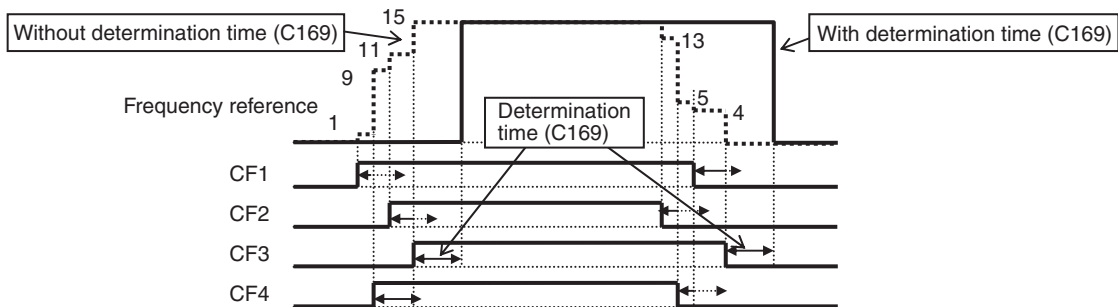 Without determination time (C169)
15
11
9
1
13
5
4
With determination time (C169)
Frequency reference
Determination
time (C169)
CF1
CF2
CF3
CF4